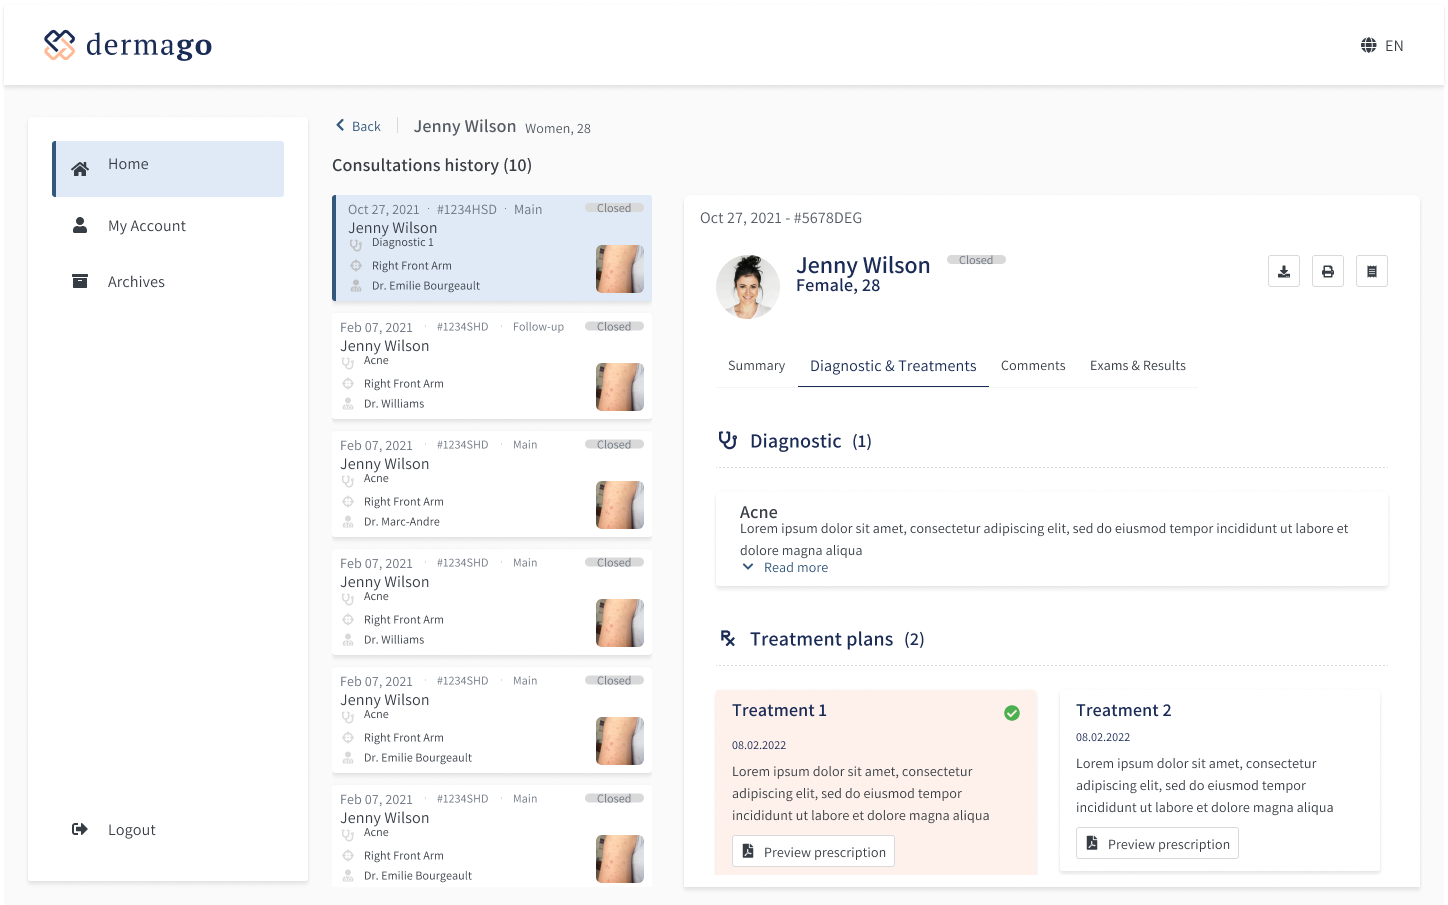 dermago
EN
Home
My Account
Archives
Logout
Back
Jenny Wilson Women, 28
Consultations history (10)
Oct 27, 2021 · #1234HSD · Main Closed
Jenny Wilson
Diagnostic 1
Right Front Arm
Dr. Emilie Bourgeault
Feb 07, 2021 · #1234SHD · Follow-up Closed
Jenny Wilson
Acne
Right Front Arm
Dr. Williams
Feb 07, 2021 · #1234SHD · Main Closed
Jenny Wilson
Acne
Right Front Arm
Dr. Marc-Andre
Feb 07, 2021 · #1234SHD · Main Closed
Jenny Wilson
Acne
Right Front Arm
Dr. Williams
Feb 07, 2021 · #1234SHD · Main Closed
Jenny Wilson
Acne
Right Front Arm
Dr. Emilie Bourgeault
Feb 07, 2021 · #1234SHD · Main Closed
Jenny Wilson
Acne
Right Front Arm
Dr. Emilie Bourgeault
Oct 27, 2021 - #5678DEG
Jenny Wilson Closed
Female, 28
Summary Diagnostic & Treatments Comments Exams & Results
Diagnostic (1)
Acne
Lorem ipsum dolor sit amet, consectetur adipiscing elit, sed do eiusmod tempor incididunt ut labore et
dolore magna aliqua
Read more
Treatment plans (2)
Treatment 1
08.02.2022
Lorem ipsum dolor sit amet, consectetur
adipiscing elit, sed do eiusmod tempor
incididunt ut labore et dolore magna aliqua
Preview prescription
Treatment 2
08.02.2022
Lorem ipsum dolor sit amet, consectetur
adipiscing elit, sed do eiusmod tempor
incididunt ut labore et dolore magna aliqua
Preview prescription